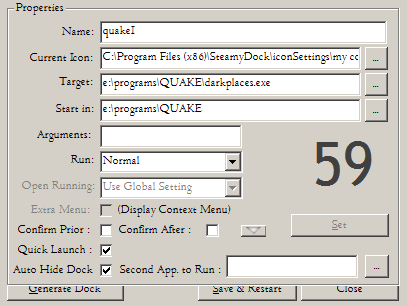 Properties
Name: quakeI
Current Icon: C:\Program Files (x86)\SteamyDock\iconSettings\my co ...
Target: e:\programs\QUAKE\darkplaces.exe ...
Start in: e:\programs\QUAKE ...
Arguments:
59
Run: Normal
Open Running: Use Global Setting
Extra Menu: (Display Context Menu)
Confirm Prior : Confirm After : Set
Quick Launch :
Auto Hide Dock Second App. to Run : ...
Generate Dock Save & Restart Close